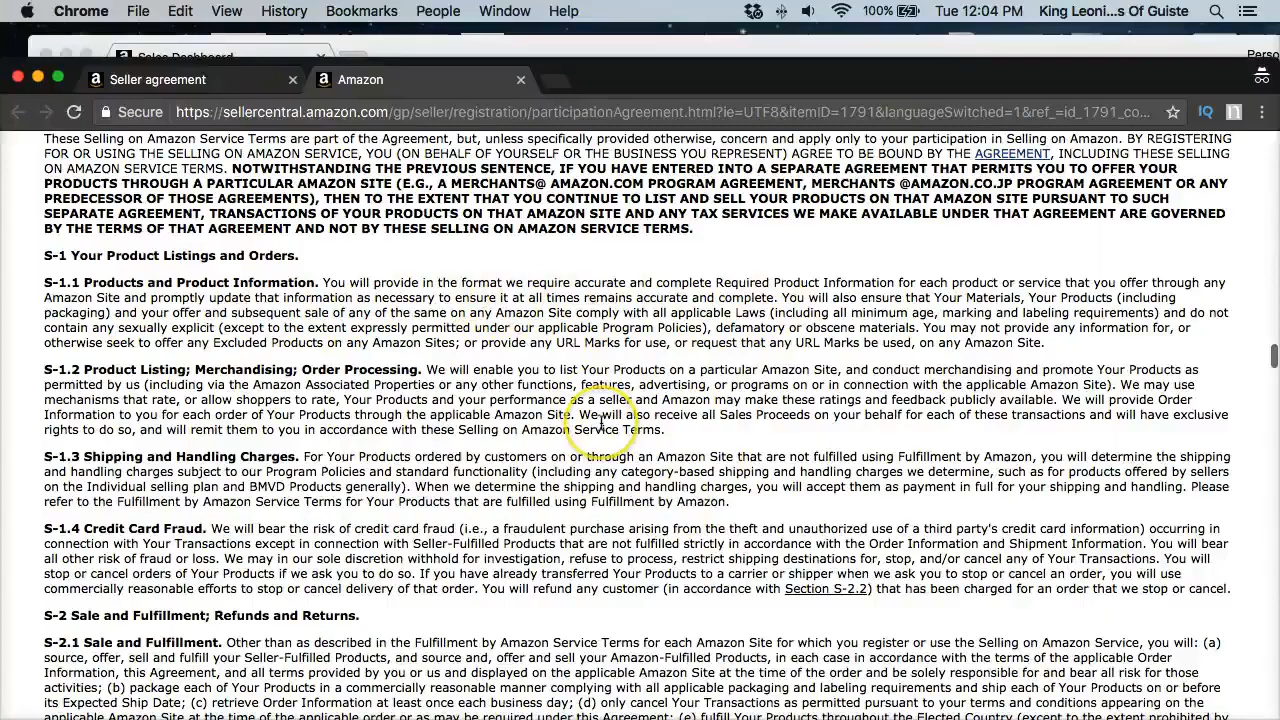 Chrome File Edit View History Bookmarks People Window Help 100% Tue 12:04 PM King Leoni...s Of Guiste
Sales Dashboard
Perso
Seller agreement Amazon
Secure https://sellercentral.amazon.com/gp/seller/registration/participationAgreement.html?ie=UTF8&itemID=1791&languageSwitched=1&ref_=id_1791_co...
These Selling on Amazon Service Terms are part of the Agreement, but, unless specifically provided otherwise, concern and apply only to your participation in Selling on Amazon. BY REGISTERING
FOR OR USING THE SELLING ON AMAZON SERVICE, YOU (ON BEHALF OF YOURSELF OR THE BUSINESS YOU REPRESENT) AGREE TO BE BOUND BY THE AGREEMENT, INCLUDING THESE SELLING
ON AMAZON SERVICE TERMS. NOTWITHSTANDING THE PREVIOUS SENTENCE, IF YOU HAVE ENTERED INTO A SEPARATE AGREEMENT THAT PERMITS YOU TO OFFER YOUR
PRODUCTS THROUGH A PARTICULAR AMAZON SITE (E.G., A MERCHANTS@ AMAZON.COM PROGRAM AGREEMENT, MERCHANTS @AMAZON.CO.JP PROGRAM AGREEMENT OR ANY
PREDECESSOR OF THOSE AGREEMENTS), THEN TO THE EXTENT THAT YOU CONTINUE TO LIST AND SELL YOUR PRODUCTS ON THAT AMAZON SITE PURSUANT TO SUCH
SEPARATE AGREEMENT, TRANSACTIONS OF YOUR PRODUCTS ON THAT AMAZON SITE AND ANY TAX SERVICES WE MAKE AVAILABLE UNDER THAT AGREEMENT ARE GOVERNED
BY THE TERMS OF THAT AGREEMENT AND NOT BY THESE SELLING ON AMAZON SERVICE TERMS.
S-1 Your Product Listings and Orders.
S-1.1 Products and Product Information. You will provide in the format we require accurate and complete Required Product Information for each product or service that you offer through any
Amazon Site and promptly update that information as necessary to ensure it at all times remains accurate and complete. You will also ensure that Your Materials, Your Products (including
packaging) and your offer and subsequent sale of any of the same on any Amazon Site comply with all applicable Laws (including all minimum age, marking and labeling requirements) and do not
contain any sexually explicit (except to the extent expressly permitted under our applicable Program Policies), defamatory or obscene materials. You may not provide any information for, or
otherwise seek to offer any Excluded Products on any Amazon Sites; or provide any URL Marks for use, or request that any URL Marks be used, on any Amazon Site.
S-1.2 Product Listing; Merchandising; Order Processing. We will enable you to list Your Products on a particular Amazon Site, and conduct merchandising and promote Your Products as
permitted by us (including via the Amazon Associated Properties or any other functions, features, advertising, or programs on or in connection with the applicable Amazon Site). We may use
mechanisms that rate, or allow shoppers to rate, Your Products and your performance as a seller and Amazon may make these ratings and feedback publicly available. We will provide Order
Information to you for each order of Your Products through the applicable Amazon Site. We will also receive all Sales Proceeds on your behalf for each of these transactions and will have exclusive
rights to do so, and will remit them to you in accordance with these Selling on Amazon Service Terms.
S-1.3 Shipping and Handling Charges. For Your Products ordered by customers on or through an Amazon Site that are not fulfilled using Fulfillment by Amazon, you will determine the shipping
and handling charges subject to our Program Policies and standard functionality (including any category-based shipping and handling charges we determine, such as for products offered by sellers
on the Individual selling plan and BMVD Products generally). When we determine the shipping and handling charges, you will accept them as payment in full for your shipping and handling. Please
refer to the Fulfillment by Amazon Service Terms for Your Products that are fulfilled using Fulfillment by Amazon.
S-1.4 Credit Card Fraud. We will bear the risk of credit card fraud (i.e., a fraudulent purchase arising from the theft and unauthorized use of a third party's credit card information) occurring in
connection with Your Transactions except in connection with Seller-Fulfilled Products that are not fulfilled strictly in accordance with the Order Information and Shipment Information. You will bear
all other risk of fraud or loss. We may in our sole discretion withhold for investigation, refuse to process, restrict shipping destinations for, stop, and/or cancel any of Your Transactions. You will
stop or cancel orders of Your Products if we ask you to do so. If you have already transferred Your Products to a carrier or shipper when we ask you to stop or cancel an order, you will use
commercially reasonable efforts to stop or cancel delivery of that order. You will refund any customer (in accordance with Section S-2.2) that has been charged for an order that we stop or cancel.
S-2 Sale and Fulfillment; Refunds and Returns.
S-2.1 Sale and Fulfillment. Other than as described in the Fulfillment by Amazon Service Terms for each Amazon Site for which you register or use the Selling on Amazon Service, you will: (a)
source, offer, sell and fulfill your Seller-Fulfilled Products, and source and, offer and sell your Amazon-Fulfilled Products, in each case in accordance with the terms of the applicable Order
Information, this Agreement, and all terms provided by you or us and displayed on the applicable Amazon Site at the time of the order and be solely responsible for and bear all risk for those
activities; (b) package each of Your Products in a commercially reasonable manner complying with all applicable packaging and labeling requirements and ship each of Your Products on or before
its Expected Ship Date; (c) retrieve Order Information at least once each business day; (d) only cancel Your Transactions as permitted pursuant to your terms and conditions appearing on the
applicable Amazon Site at the time of the applicable order or as may be required under this Agreement; (e) fulfill Your Products throughout the Elected Country (except to the extent prohibited